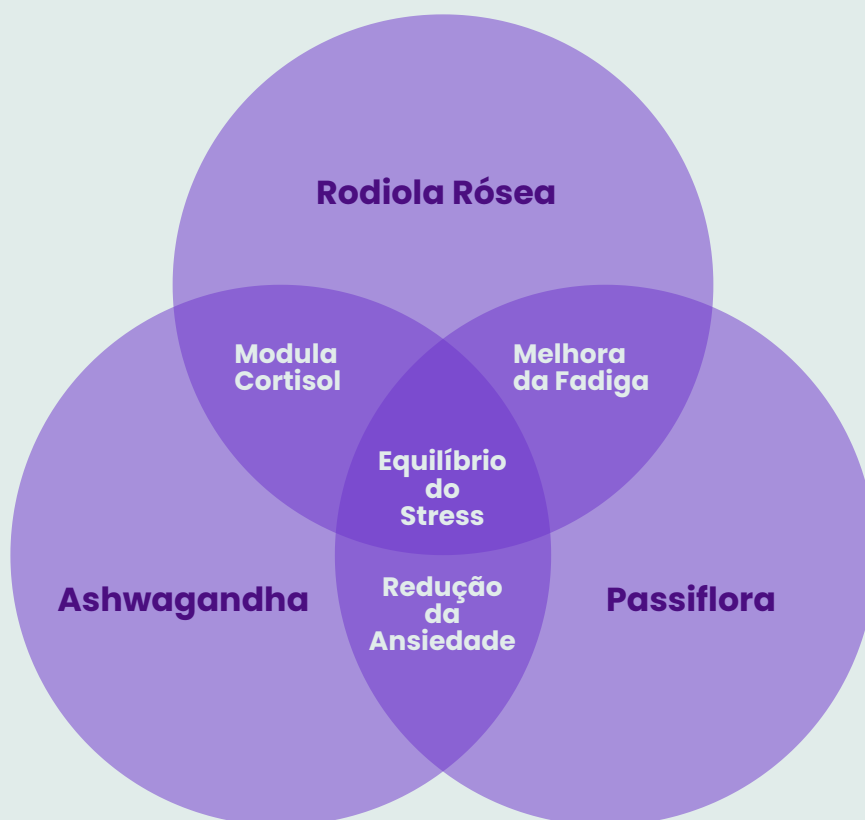 Rodiola Rósea
Modula
Cortisol
Melhora
da Fadiga
Equilíbrio
do
Stress
Ashwagandha
Redução
da
Ansiedade
Passiflora